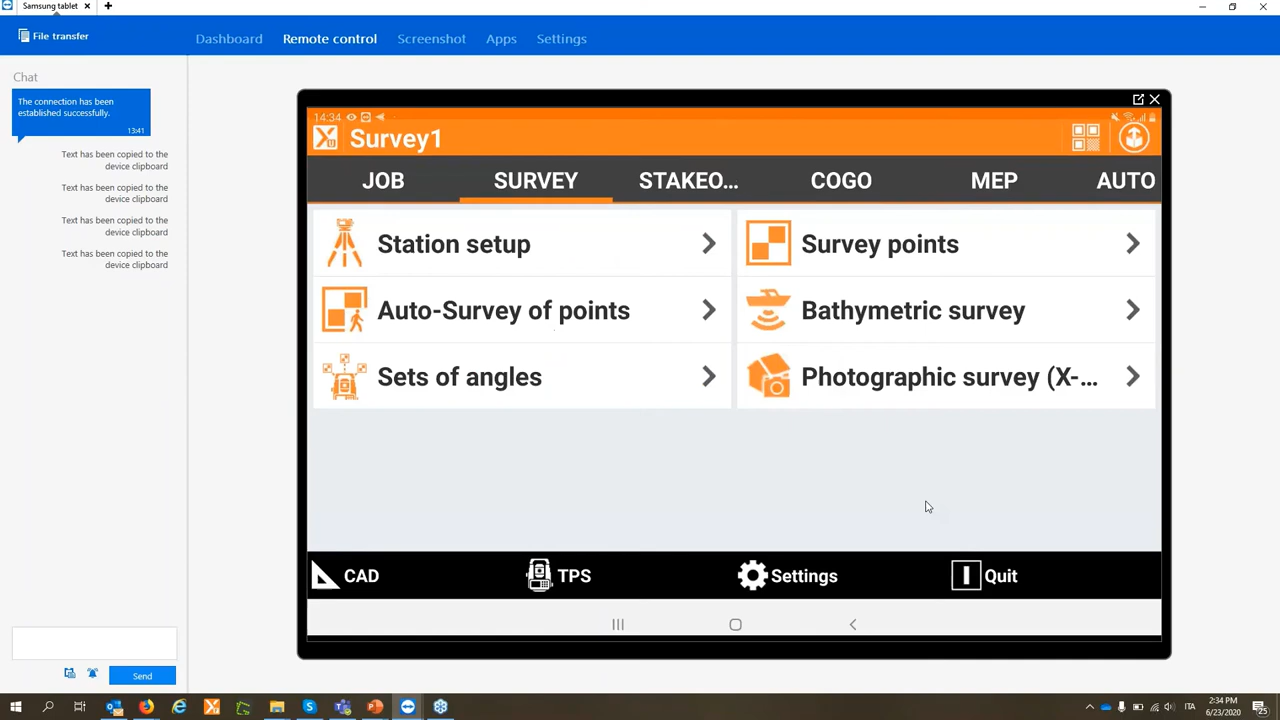 Samsung tablet
File transfer
Dashboard Remote control Screenshot Apps Settings
Chat
The connection has been
established successfully.
13:41
Text has been copied to the
device clipboard
Text has been copied to the
device clipboard
Text has been copied to the
device clipboard
Text has been copied to the
device clipboard
Send
14:34
Survey1
JOB SURVEY STAKEO... COGO MEP AUTO
Station setup
Survey points
Auto-Survey of points
Bathymetric survey
Sets of angles
Photographic survey (X-...
CAD TPS Settings Quit
ITA
2:34 PM
6/23/2020
25